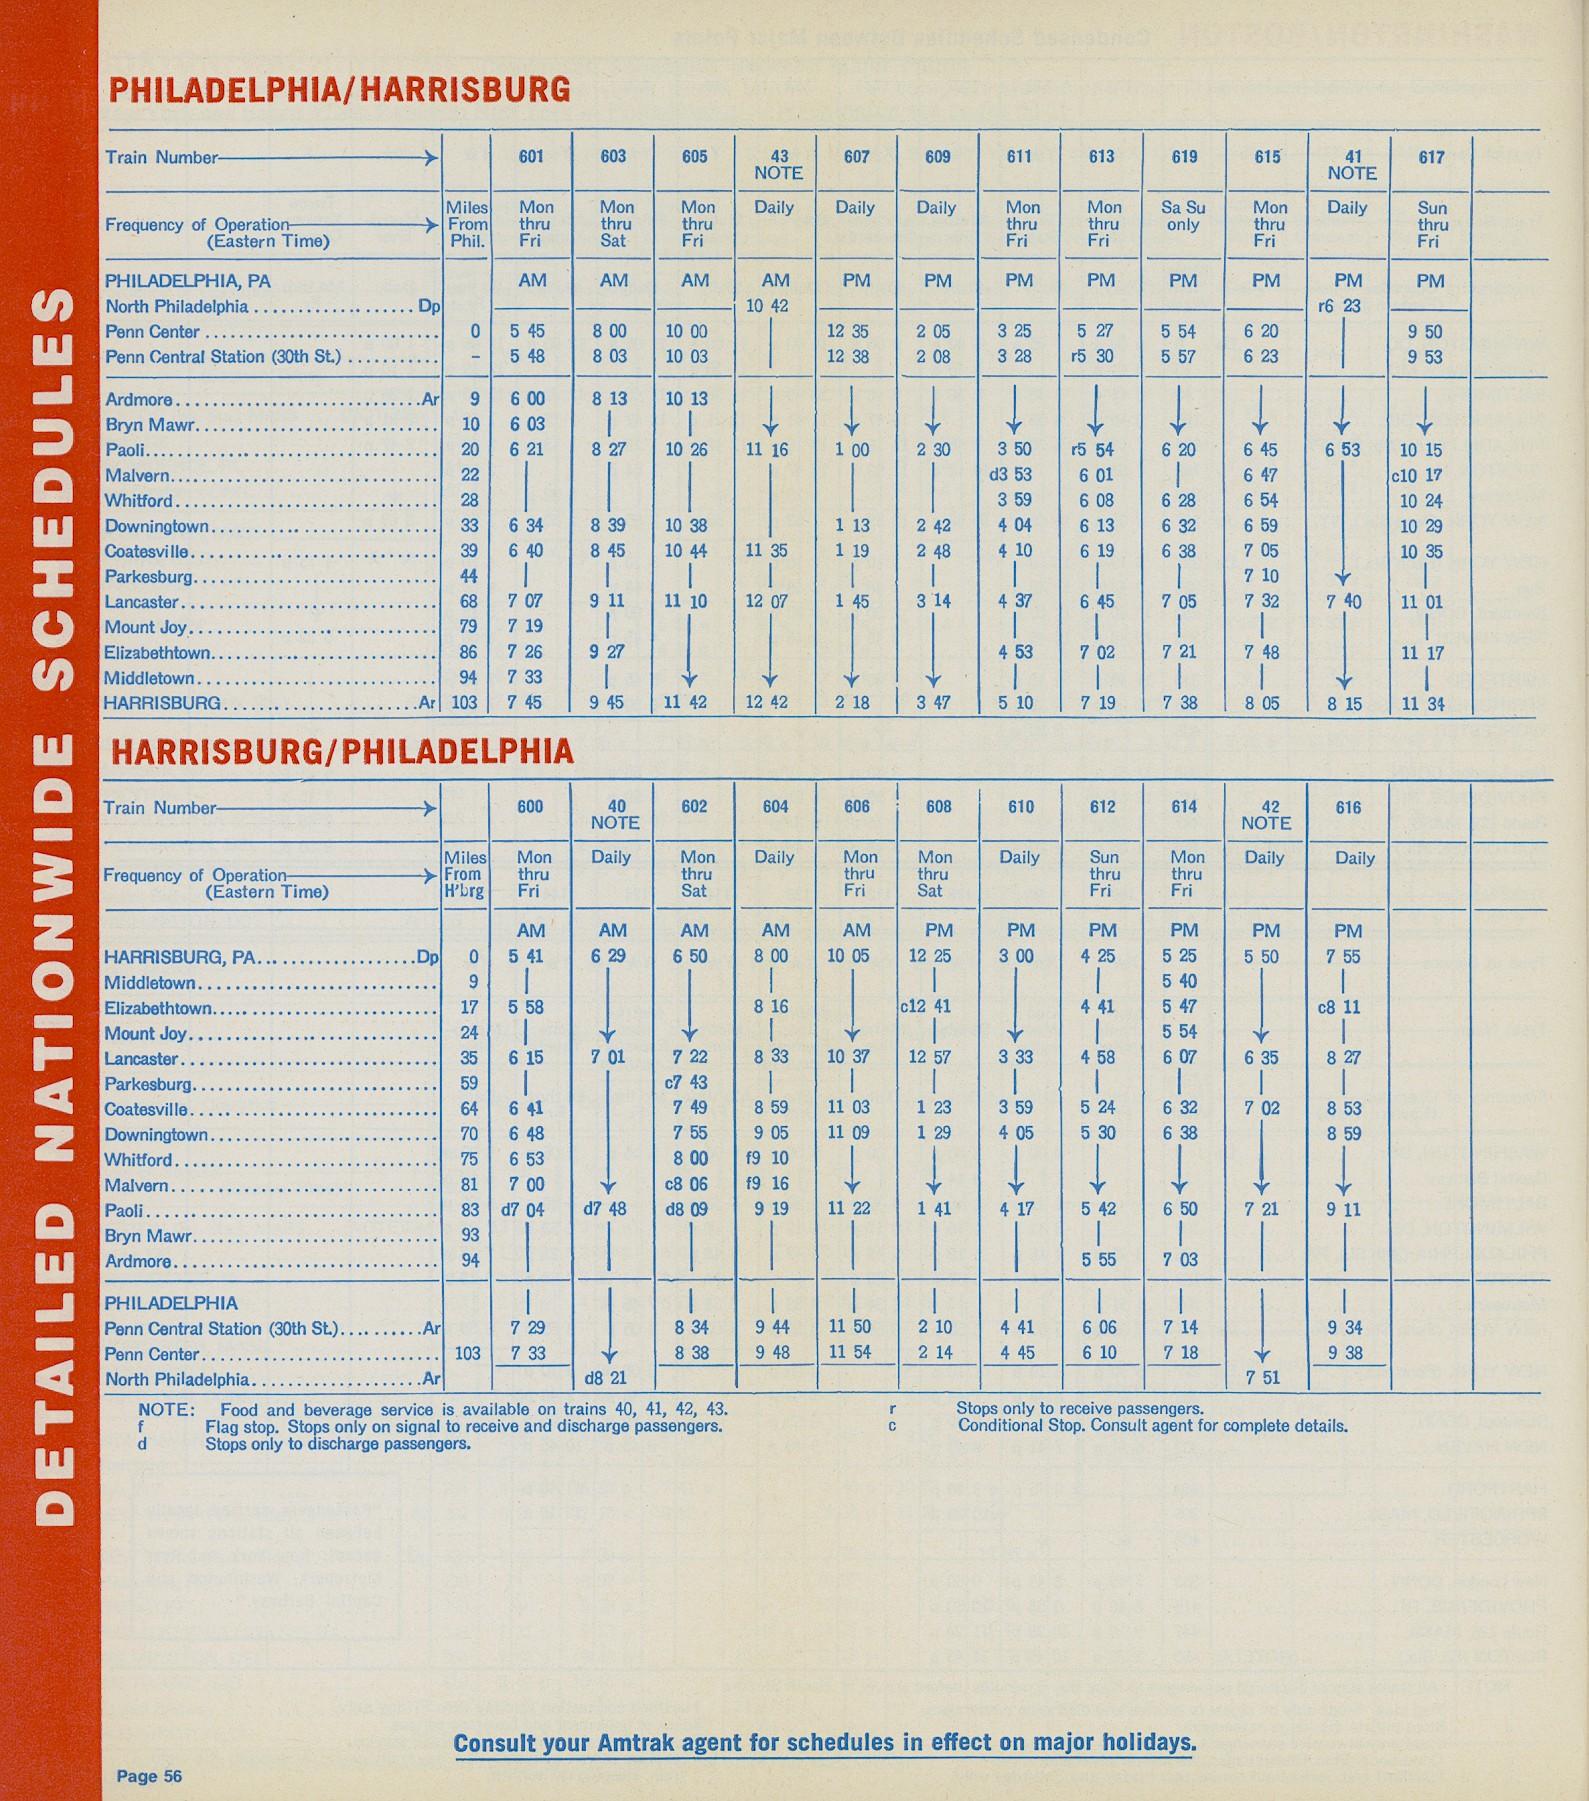 DETAILED NATIONWIDE SCHEDULES
PHILADELPHIA/HARRISBURG
Train Number 601 603 605 43 607 609 611 613 619 615 41 617
NOTE NOTE
Miles Mon Mon Mon Daily Daily Daily Mon Mon Sa Su Mon Daily Sun
Frequency of Operation From thru thru thru thru thru only thru thru
(Eastern Time) Phil. Fri Sat Fri Fri Fri Fri Fri
PHILADELPHIA, PA AM AM AM AM PM PM PM PM PM PM PM PM
North Philadelphia .................... Dp 10 42 r6 23
Penn Center ............................ 0 5 45 8 00 10 00 12 35 2 05 3 25 5 27 5 54 6 20 9 50
Penn Central Station (30th St.) ........... – 5 48 8 03 10 03 12 38 2 08 3 28 r5 30 5 57 6 23 9 53
Ardmore..............................Ar 9 6 00 8 13 10 13
Bryn Mawr............................. 10 6 03
Paoli.................................... 20 6 21 8 27 10 26 11 16 1 00 2 30 3 50 r5 54 6 20 6 45 6 53 10 15
Malvern................................. 22 d3 53 6 01 6 47 c10 17
Whitford................................ 28 3 59 6 08 6 28 6 54 10 24
Downingtown............................ 33 6 34 8 39 10 38 1 13 2 42 4 04 6 13 6 32 6 59 10 29
Coatesville.............................. 39 6 40 8 45 10 44 11 35 1 19 2 48 4 10 6 19 6 38 7 05 10 35
Parkesburg.............................. 44 7 10
Lancaster................................ 68 7 07 9 11 11 10 12 07 1 45 3 14 4 37 6 45 7 05 7 32 7 40 11 01
Mount Joy............................... 79 7 19
Elizabethtown........................... 86 7 26 9 27 4 53 7 02 7 21 7 48 11 17
Middletown.............................. 94 7 33
HARRISBURG........................Ar 103 7 45 9 45 11 42 12 42 2 18 3 47 5 10 7 19 7 38 8 05 8 15 11 34
HARRISBURG/PHILADELPHIA
Train Number 600 40 602 604 606 608 610 612 614 42 616
NOTE NOTE
Miles Mon Daily Mon Daily Mon Mon Daily Sun Mon Daily Daily
Frequency of Operation From thru thru thru thru thru thru
(Eastern Time) H'brg Fri Sat Fri Sat Fri Fri
AM AM AM AM AM PM PM PM PM PM PM
HARRISBURG, PA....................Dp 0 5 41 6 29 6 50 8 00 10 05 12 25 3 00 4 25 5 25 5 50 7 55
Middletown.............................. 9 5 40
Elizabethtown........................... 17 5 58 8 16 c12 41 4 41 5 47 c8 11
Mount Joy............................... 24 5 54
Lancaster................................ 35 6 15 7 01 7 22 8 33 10 37 12 57 3 33 4 58 6 07 6 35 8 27
Parkesburg.............................. 59 c7 43
Coatesville.............................. 64 6 41 7 49 8 59 11 03 1 23 3 59 5 24 6 32 7 02 8 53
Downingtown............................ 70 6 48 7 55 9 05 11 09 1 29 4 05 5 30 6 38 8 59
Whitford................................ 75 6 53 8 00 f9 10
Malvern................................. 81 7 00 c8 06 f9 16
Paoli.................................... 83 d7 04 d7 48 d8 09 9 19 11 22 1 41 4 17 5 42 6 50 7 21 9 11
Bryn Mawr.............................. 93
Ardmore................................. 94 5 55 7 03
PHILADELPHIA
Penn Central Station (30th St.)..........Ar 7 29 8 34 9 44 11 50 2 10 4 41 6 06 7 14 9 34
Penn Center............................. 103 7 33 8 38 9 48 11 54 2 14 4 45 6 10 7 18 9 38
North Philadelphia.....................Ar d8 21 7 51
NOTE: Food and beverage service is available on trains 40, 41, 42, 43. r Stops only to receive passengers.
f Flag stop. Stops only on signal to receive and discharge passengers. c Conditional Stop. Consult agent for complete details.
d Stops only to discharge passengers.
Consult your Amtrak agent for schedules in effect on major holidays.
Page 56